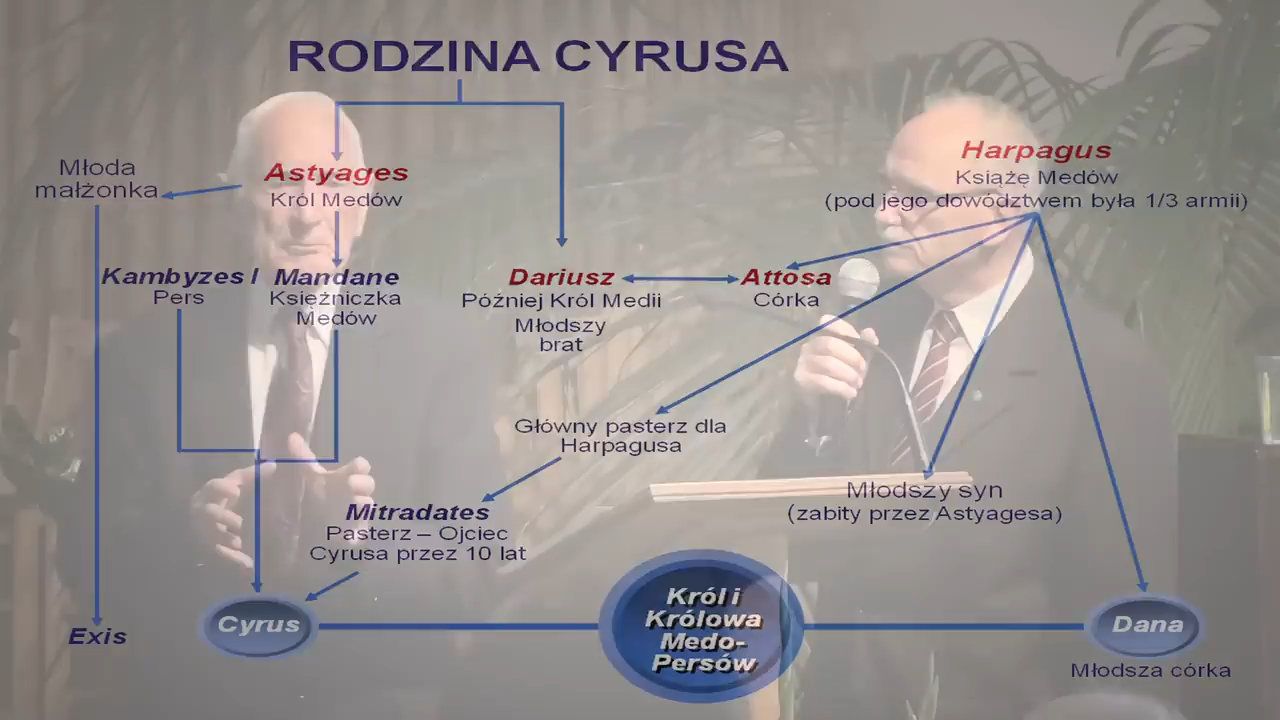 RODZINA CYRUSA
Młoda
małżonka
Astyages
Król Medów
Harpagus
Książę Medów
(pod jego dowództwem była 1/3 armii)
Kambyzes I
Pers
Mandane
Księżniczka
Medów
Dariusz
Później Król Medii
Młodszy
brat
Attosa
Córka
Główny pasterz dla
Harpagusa
Młodszy syn
(zabity przez Astyagesa)
Mitradates
Pasterz – Ojciec
Cyrusa przez 10 lat
Exis
Cyrus
Król i
Królowa
Medo-
Persów
Dana
Młodsza córka